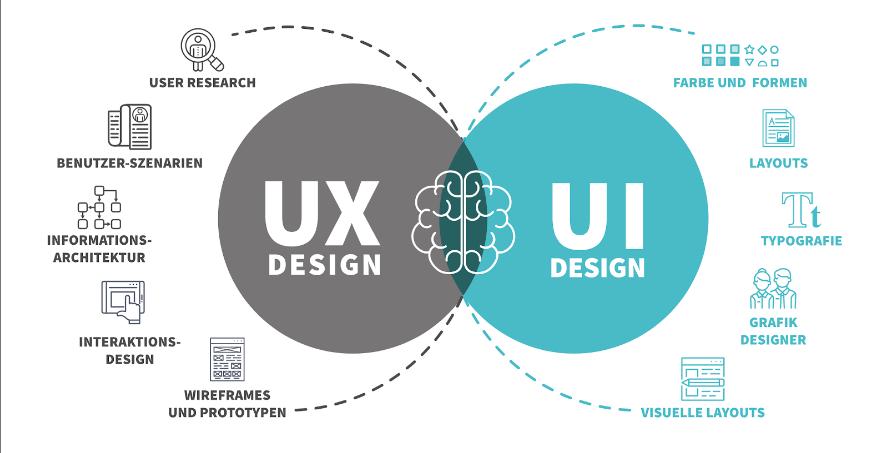 USER RESEARCH
BENUTZER-SZENARIEN
INFORMATIONS-
ARCHITEKTUR
INTERAKTIONS-
DESIGN
WIREFRAMES
UND PROTOTYPEN
UX
DESIGN
UI
DESIGN
FARBE UND FORMEN
A
LAYOUTS
Tt
TYPOGRAFIE
GRAFIK
DESIGNER
VISUELLE LAYOUTS